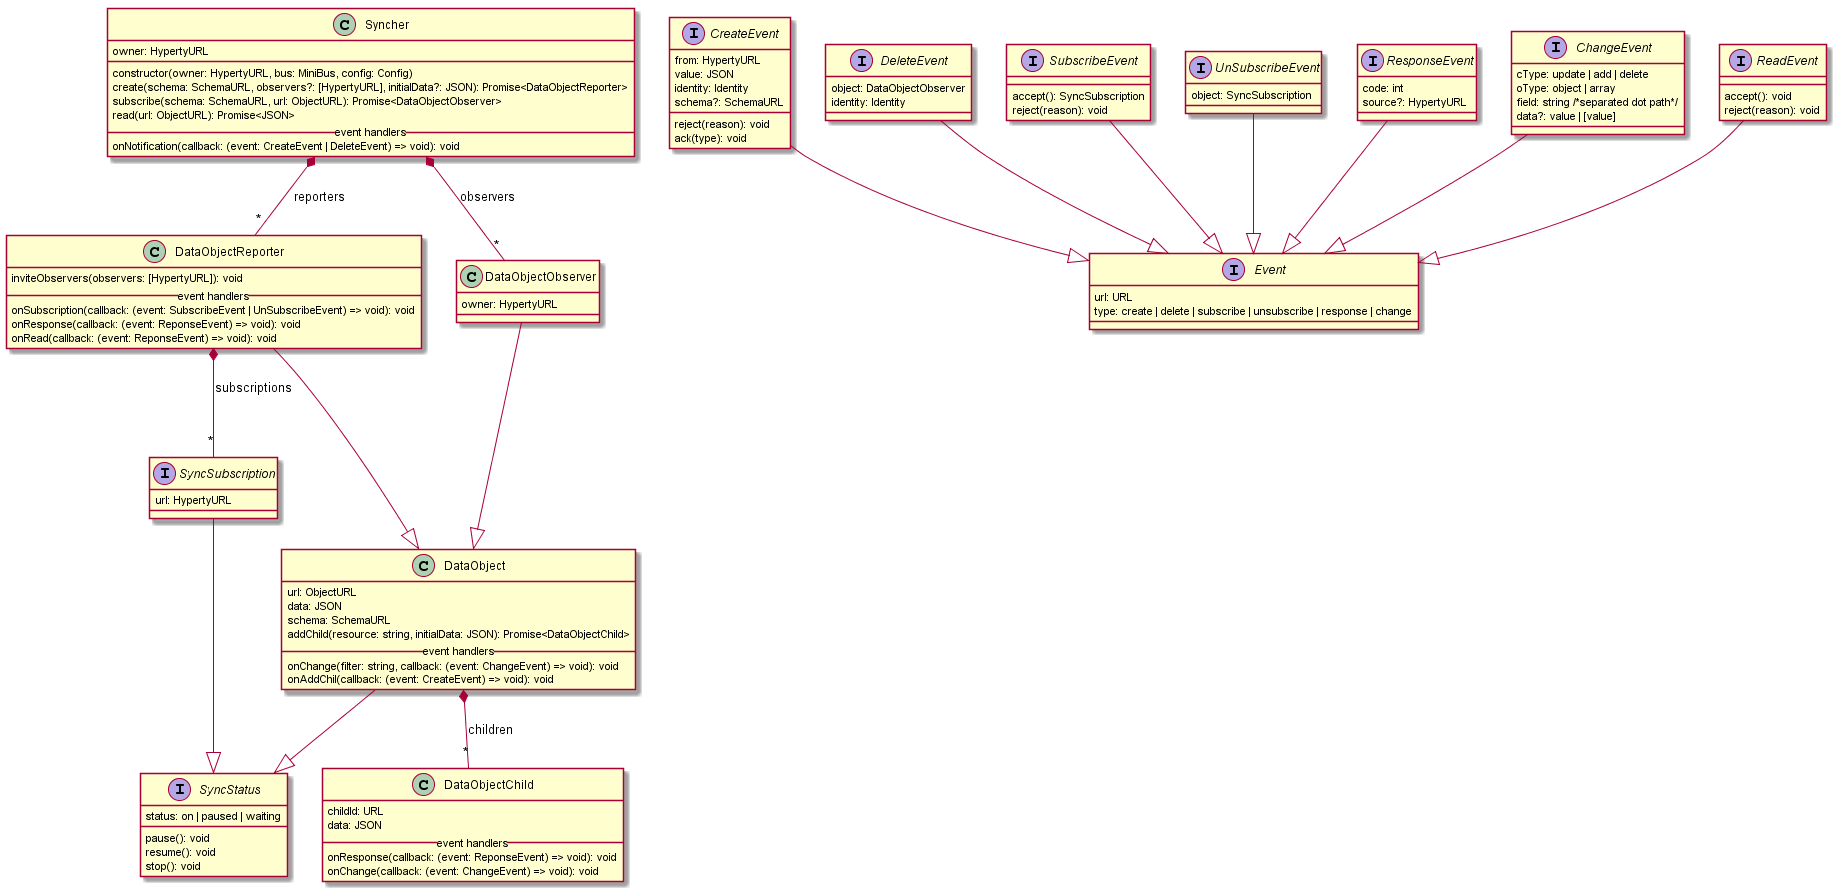 C Syncher
owner: HypertyURL
constructor(owner: HypertyURL, bus: MiniBus, config: Config)
create(schema: SchemaURL, observers?: [HypertyURL], initialData?: JSON): Promise<DataObjectReporter>
subscribe(schema: SchemaURL, url: ObjectURL): Promise<DataObjectObserver>
read(url: ObjectURL): Promise<JSON>
event handlers
onNotification(callback: (event: CreateEvent | DeleteEvent) => void): void
reporters
*
observers
*
C DataObjectReporter
inviteObservers(observers: [HypertyURL]): void
event handlers
onSubscription(callback: (event: SubscribeEvent | UnSubscribeEvent) => void): void
onResponse(callback: (event: ReponseEvent) => void): void
onRead(callback: (event: ReponseEvent) => void): void
C DataObjectObserver
owner: HypertyURL
subscriptions
*
I SyncSubscription
url: HypertyURL
C DataObject
url: ObjectURL
data: JSON
schema: SchemaURL
addChild(resource: string, initialData: JSON): Promise<DataObjectChild>
event handlers
onChange(filter: string, callback: (event: ChangeEvent) => void): void
onAddChil(callback: (event: CreateEvent) => void): void
children
*
I SyncStatus
status: on | paused | waiting
pause(): void
resume(): void
stop(): void
C DataObjectChild
childId: URL
data: JSON
event handlers
onResponse(callback: (event: ReponseEvent) => void): void
onChange(callback: (event: ChangeEvent) => void): void
I CreateEvent
from: HypertyURL
value: JSON
identity: Identity
schema?: SchemaURL
reject(reason): void
ack(type): void
I DeleteEvent
object: DataObjectObserver
identity: Identity
I SubscribeEvent
accept(): SyncSubscription
reject(reason): void
I UnSubscribeEvent
object: SyncSubscription
I ResponseEvent
code: int
source?: HypertyURL
I ChangeEvent
cType: update | add | delete
oType: object | array
field: string /*separated dot path*/
data?: value | [value]
I ReadEvent
accept(): void
reject(reason): void
I Event
url: URL
type: create | delete | subscribe | unsubscribe | response | change